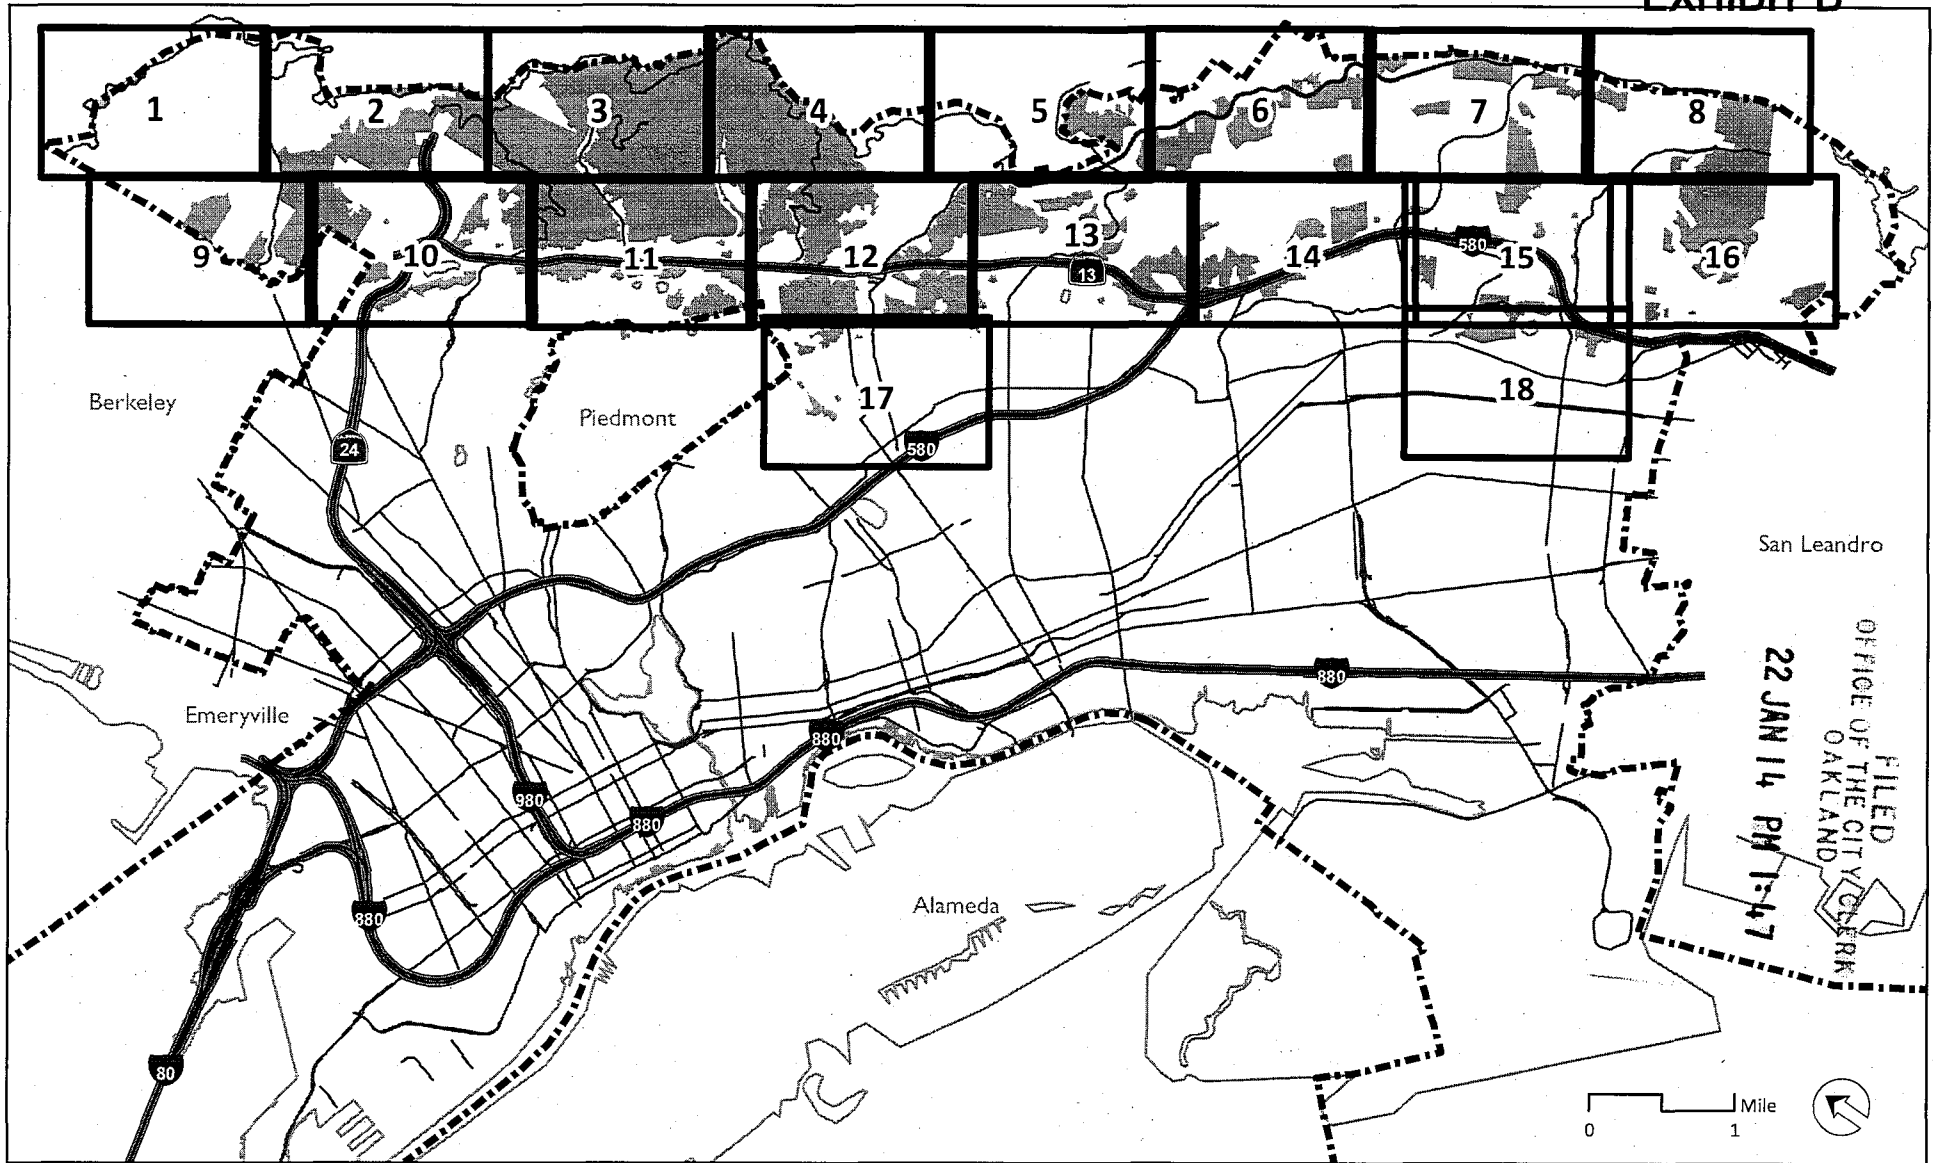 EXHIBIT B
1
2
3
4
5
6
7
8
9
10
11
12
13
14
15
16
13
580
Berkeley
Piedmont
17
18
24
580
San Leandro
Emeryville
880
880
980
880
880
Alameda
80
FILED
OFFICE OF THE CITY CLERK
OAKLAND
22 JAN 14 PM 1:47
Mile
0
1